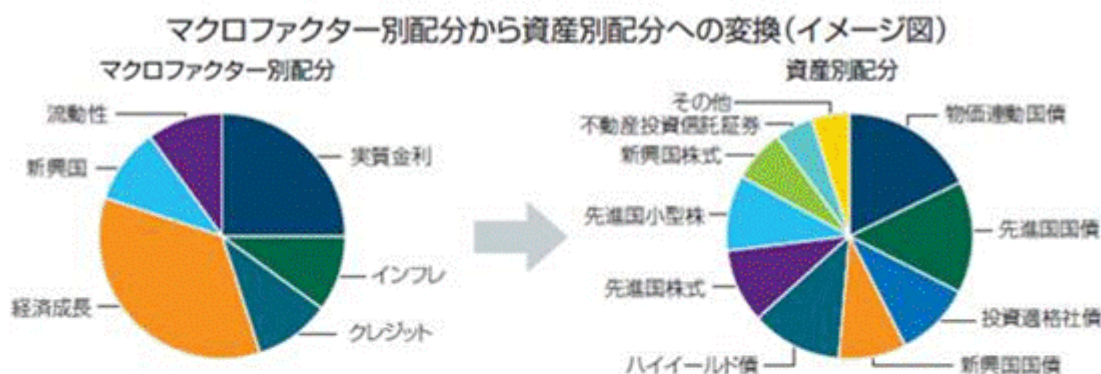 マクロファクター別配分から資産別配分への変換(イメージ図)
マクロファクター別配分
流動性
新興国
経済成長
実質金利
インフレ
クレジット
資産別配分
その他
不動産投資信託証券
新興国株式
先進国小型株
先進国株式
ハイイールド債
物価連動国債
先進国国債
投資適格社債
新興国国債